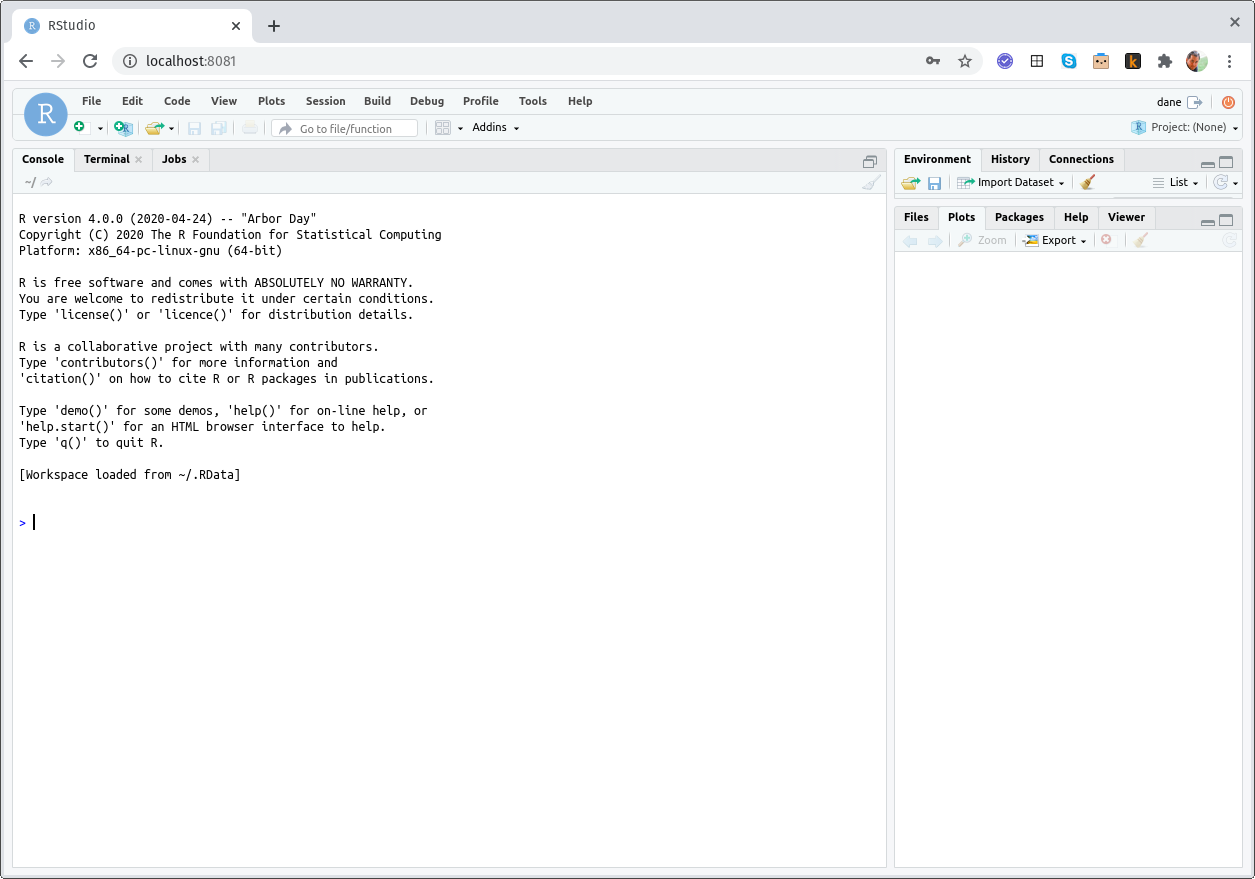 RStudio
localhost:8081
File Edit Code View Plots Session Build Debug Profile Tools Help
dane
Go to file/function
Addins
Project: (None)
Console Terminal Jobs
~/
R version 4.0.0 (2020-04-24) -- "Arbor Day"
Copyright (C) 2020 The R Foundation for Statistical Computing
Platform: x86_64-pc-linux-gnu (64-bit)
R is free software and comes with ABSOLUTELY NO WARRANTY.
You are welcome to redistribute it under certain conditions.
Type 'license()' or 'licence()' for distribution details.
R is a collaborative project with many contributors.
Type 'contributors()' for more information and
'citation()' on how to cite R or R packages in publications.
Type 'demo()' for some demos, 'help()' for on-line help, or
'help.start()' for an HTML browser interface to help.
Type 'q()' to quit R.
[Workspace loaded from ~/.RData]
>
Environment History Connections
Import Dataset
List
Files Plots Packages Help Viewer
Zoom
Export